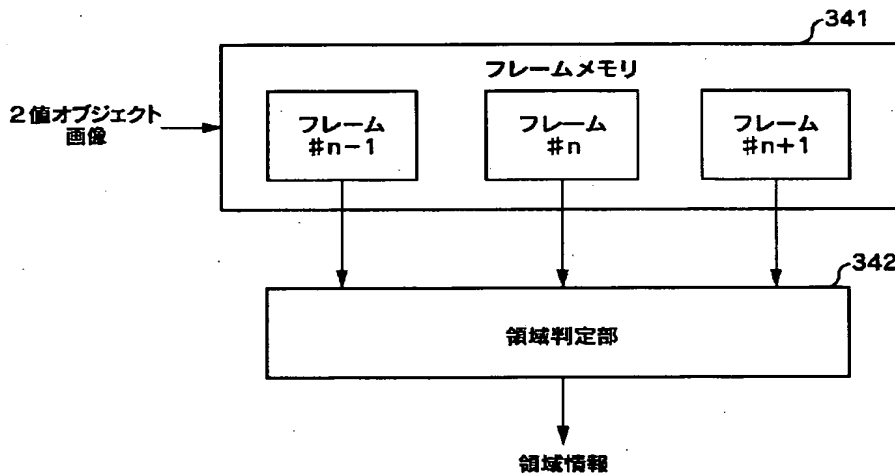 341
フレームメモリ
2値オブジェクト
画像
フレーム
#n-1
フレーム
#n
フレーム
#n+1
342
領域判定部
領域情報